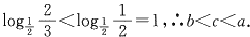 log_{1/2} 2/3 < log_{1/2} 1/2 = 1, ∴ b < c < a.